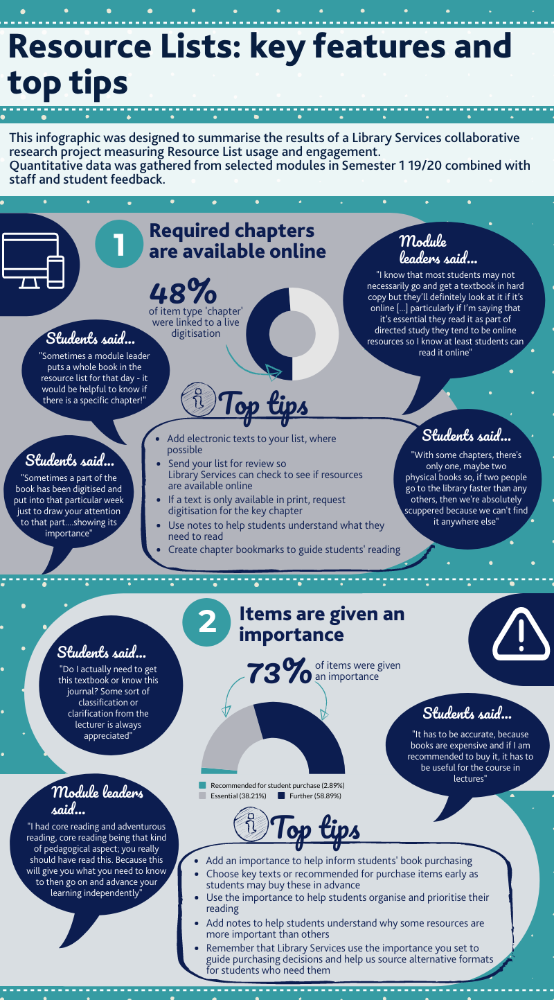 Resource Lists: key features and
top tips
This infographic was designed to summarise the results of a Library Services collaborative
research project measuring Resource List usage and engagement.
Quantitative data was gathered from selected modules in Semester 1 19/20 combined with
staff and student feedback.
1
Required chapters
are available online
48%
of item type 'chapter'
were linked to a live
digitisation
Module
leaders said...
"I know that most students may not
necessarily go and get a textbook in hard
copy but they'll definitely look at it if it's
online [...] particularly if I'm saying that
it's essential they read it as part of
directed study they tend to be online
resources so I know at least students can
read it online"
Students said...
"Sometimes a module leader
puts a whole book in the
resource list for that day - it
would be helpful to know if
there is a specific chapter!"
Students said...
"Sometimes a part of the
book has been digitised and
put into that particular week
just to draw your attention
to that part....showing its
importance"
i Top tips
• Add electronic texts to your list, where
possible
• Send your list for review so
Library Services can check to see if resources
are available online
• If a text is only available in print, request
digitisation for the key chapter
• Use notes to help students understand what they
need to read
• Create chapter bookmarks to guide students' reading
Students said...
"With some chapters, there's
only one, maybe two
physical books so, if two people
go to the library faster than any
others, then we're absolutely
scuppered because we can't find
it anywhere else"
2
Items are given an
importance
73%
of items were given
an importance
Students said...
"Do I actually need to get
this textbook or know this
journal? Some sort of
classification or
clarification from the
lecturer is always
appreciated"
Recommended for student purchase (2.89%)
Essential (38.21%) Further (58.89%)
Students said...
"It has to be accurate, because
books are expensive and if I am
recommended to buy it, it has to
be useful for the course in
lectures"
Module leaders
said...
"I had core reading and adventurous
reading, core reading being that kind
of pedagogical aspect; you really
should have read this. Because this
will give you what you need to know
to then go on and advance your
learning independently"
i Top tips
• Add an importance to help inform students' book purchasing
• Choose key texts or recommended for purchase items early as
students may buy these in advance
• Use the importance to help students organise and prioritise their
reading
• Add notes to help students understand why some resources are
more important than others
• Remember that Library Services use the importance you set to
guide purchasing decisions and help us source alternative formats
for students who need them